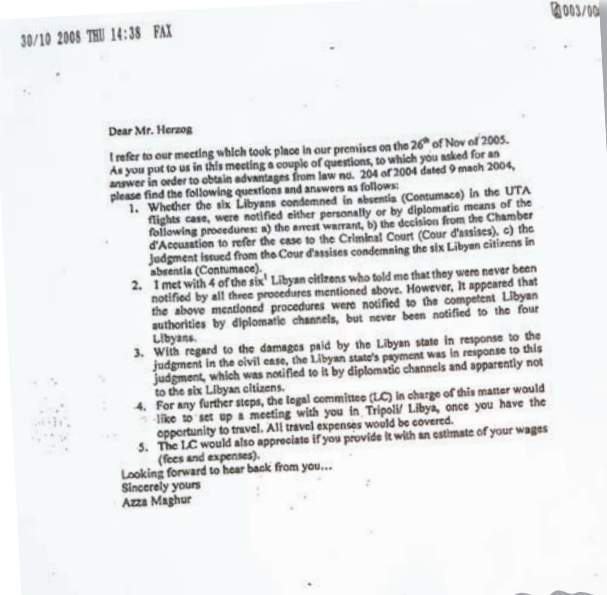 30/10 2008 THU 14:38 FAX
003/00
Dear Mr. Herzog
I refer to our meeting which took place in our premises on the 26th of Nov of 2005.
As you put to us in this meeting a couple of questions, to which you asked for an
answer in order to obtain advantages from law no. 204 of 2004 dated 9 mach 2004,
please find the following questions and answers as follows:
1. Whether the six Libyans condemned in absentia (Contumace) in the UTA
flights case, were notified either personally or by diplomatic means of the
following procedures: a) the arrest warrant, b) the decision from the Chamber
d'Accusation to refer the case to the Criminal Court (Cour d'assises), c) the
judgment issued from the Cour d'assises condemning the six Libyan citizens in
absentia (Contumace).
2. I met with 4 of the six¹ Libyan citizens who told me that they were never been
notified by all three procedures mentioned above. However, it appeared that
the above mentioned procedures were notified to the competent Libyan
authorities by diplomatic channels, but never been notified to the four
Libyans.
3. With regard to the damages paid by the Libyan state in response to the
judgment in the civil case, the Libyan state's payment was in response to this
judgment, which was notified to it by diplomatic channels and apparently not
to the six Libyan citizens.
4. For any further steps, the legal committee (LC) in charge of this matter would
like to set up a meeting with you in Tripoli/ Libya, once you have the
opportunity to travel. All travel expenses would be covered.
5. The LC would also appreciate if you provide it with an estimate of your wages
(fees and expenses).
Looking forward to hear back from you...
Sincerely yours
Azza Maghur